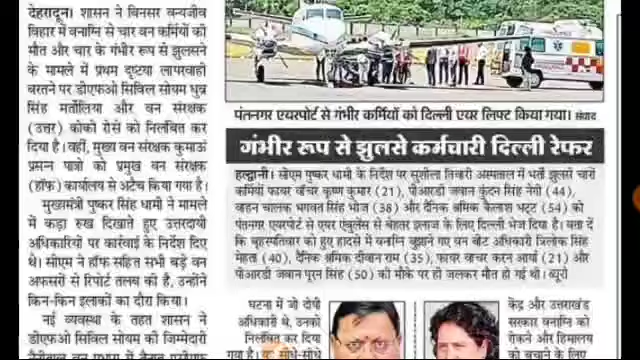 देहरादून। शासन ने बिनसर वन्यजीव
विहार में वनाग्नि से चार वन कर्मियों की
मौत और चार के गंभीर रूप से झुलसने
के मामले में प्रथम दृष्टया लापरवाही
बरतने पर डीएफओ सिविल सोयम ध्रुव
सिंह मर्तोलिया और वन संरक्षक
(उत्तर) कोको रोसे को निलंबित कर
दिया है। वहीं, मुख्य वन संरक्षक कुमाऊं
प्रसन्न पात्रो को प्रमुख वन संरक्षक
(हॉफ) कार्यालय से अटैच किया गया है।
मुख्यमंत्री पुष्कर सिंह धामी ने मामले
में कड़ा रुख दिखाते हुए उत्तरदायी
अधिकारियों पर कार्रवाई के निर्देश दिए
थे। सीएम ने हॉफ सहित सभी बड़े वन
अफसरों से रिपोर्ट तलब की है, उन्होंने
किन-किन इलाकों का दौरा किया।
नई व्यवस्था के तहत शासन ने
डीएफओ सिविल सोयम की जिम्मेदारी
पंतनगर एयरपोर्ट से गंभीर कर्मियों को दिल्ली एयर लिफ्ट किया गया। संवाद
गंभीर रूप से झुलसे कर्मचारी दिल्ली रेफर
हल्द्वानी। सीएम पुष्कर धामी के निर्देश पर सुशीला तिवारी अस्पताल में भर्ती झुलसे चारों
कर्मियों फायर वॉचर कृष्ण कुमार (21), पीआरडी जवान कुंदन सिंह नेगी (44),
वाहन चालक भगवत सिंह भोज (38) और दैनिक श्रमिक कैलाश भट्ट (54) को
पंतनगर एयरपोर्ट से एयर एंबुलेंस से बेहतर इलाज के लिए दिल्ली भेज दिया है। बता दें
कि बृहस्पतिवार को हुए हादसे में वनाग्नि बुझाने गए वन बीट अधिकारी त्रिलोक सिंह
मेहता (40), दैनिक श्रमिक दीवान राम (35), फायर वाचर करन आर्या (21) और
पीआरडी जवान पूरन सिंह (50) की मौके पर ही जलकर मौत हो गई थी। ब्यूरो
घटना में जो दोषी
अधिकारी थे, उनको
निलंबित कर दिया
गया है।
केंद्र और उत्तराखंड
सरकार वनाग्नि को
रोकने और हिमालय
को बचाने के लिए